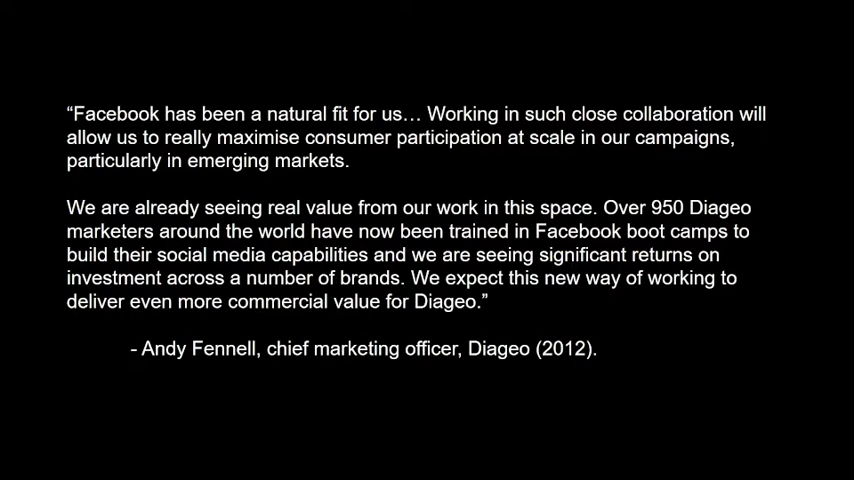 “Facebook has been a natural fit for us… Working in such close collaboration will
allow us to really maximise consumer participation at scale in our campaigns,
particularly in emerging markets.
We are already seeing real value from our work in this space. Over 950 Diageo
marketers around the world have now been trained in Facebook boot camps to
build their social media capabilities and we are seeing significant returns on
investment across a number of brands. We expect this new way of working to
deliver even more commercial value for Diageo.”
- Andy Fennell, chief marketing officer, Diageo (2012).